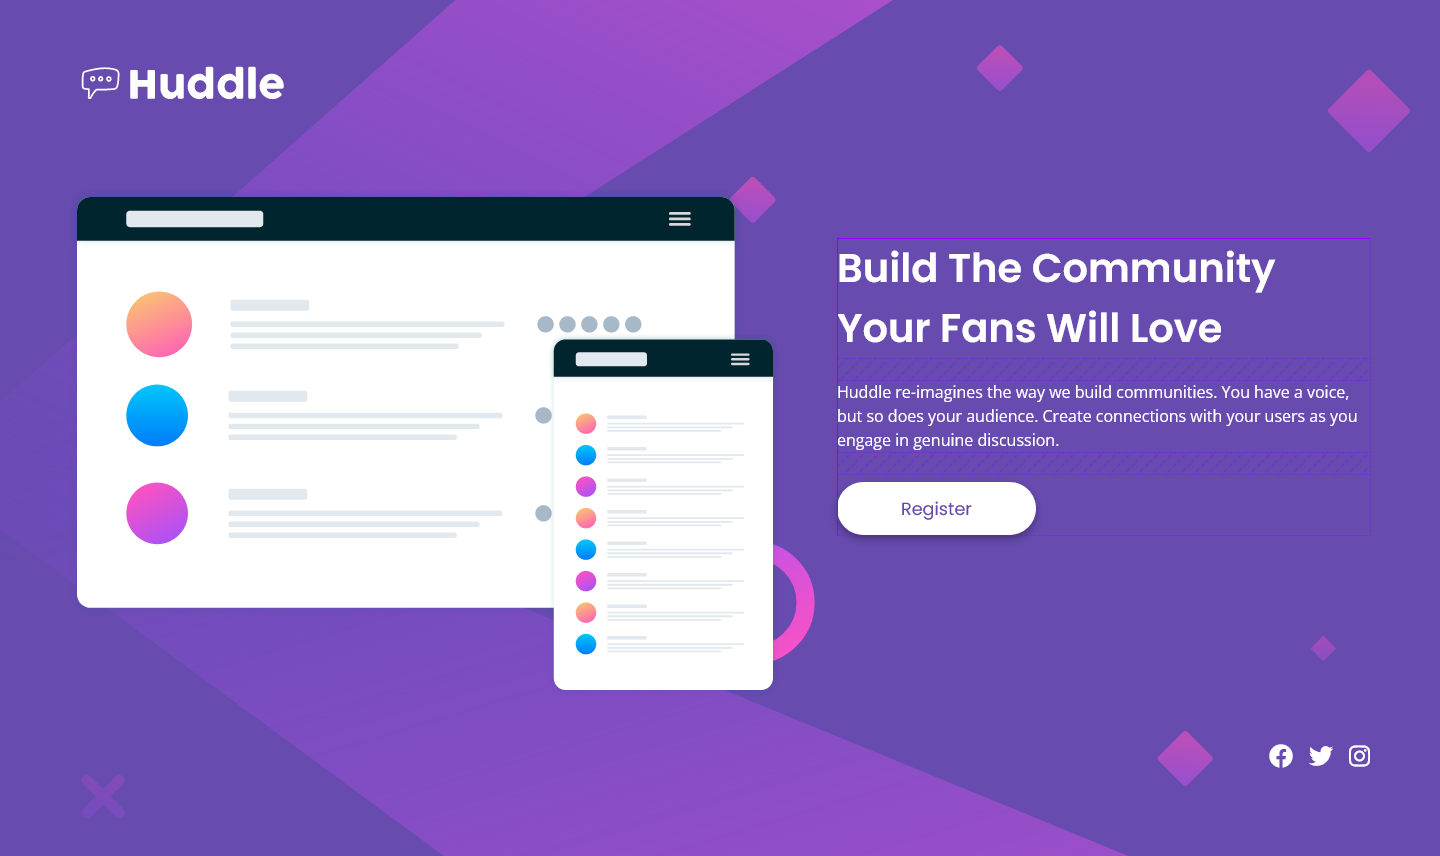 Huddle
Build The Community
Your Fans Will Love
Huddle re-imagines the way we build communities. You have a voice,
but so does your audience. Create connections with your users as you
engage in genuine discussion.
Register